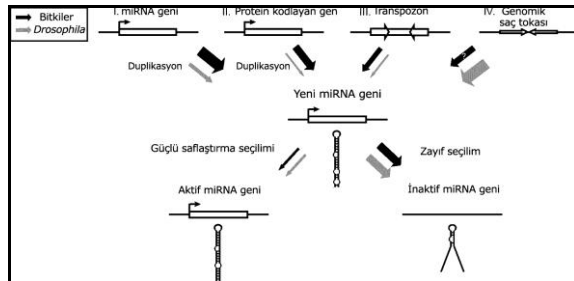 Bitkiler
Drosophila
I. miRNA geni
II. Protein kodlayan gen
III. Transpozon
IV. Genomik
saç tokası
Duplikasyon
Duplikasyon
Yeni miRNA geni
Güçlü saflaştırma seçilimi
Zayıf seçilim
Aktif miRNA geni
İnaktif miRNA geni